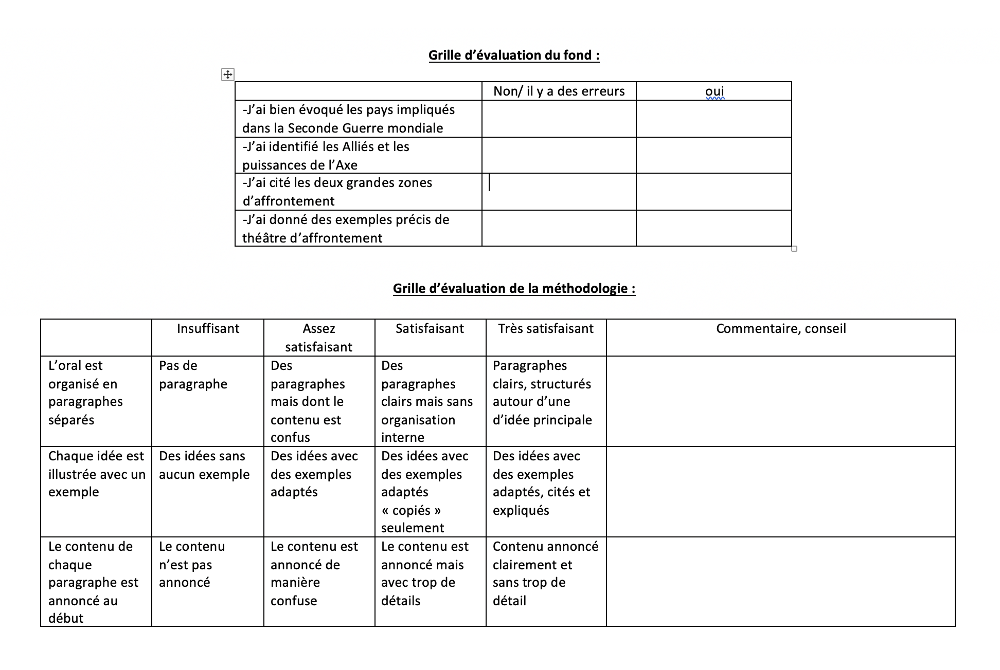 Grille d’évaluation du fond :
Non/ il y a des erreurs
oui
-J’ai bien évoqué les pays impliqués
dans la Seconde Guerre mondiale
-J’ai identifié les Alliés et les
puissances de l’Axe
-J’ai cité les deux grandes zones
d’affrontement
-J’ai donné des exemples précis de
théâtre d’affrontement
Grille d’évaluation de la méthodologie :
Insuffisant
Assez
satisfaisant
Satisfaisant
Très satisfaisant
Commentaire, conseil
L’oral est
organisé en
paragraphes
séparés
Pas de
paragraphe
Des
paragraphes
mais dont le
contenu est
confus
Des
paragraphes
clairs mais sans
organisation
interne
Paragraphes
clairs, structurés
autour d’une
d’idée principale
Chaque idée est
illustrée avec un
exemple
Des idées sans
aucun exemple
Des idées avec
des exemples
adaptés
Des idées avec
des exemples
adaptés
« copiés »
seulement
Des idées avec
des exemples
adaptés, cités et
expliqués
Le contenu de
chaque
paragraphe est
annoncé au
début
Le contenu
n’est pas
annoncé
Le contenu est
annoncé de
manière
confuse
Le contenu est
annoncé mais
avec trop de
détails
Contenu annoncé
clairement et
sans trop de
détail